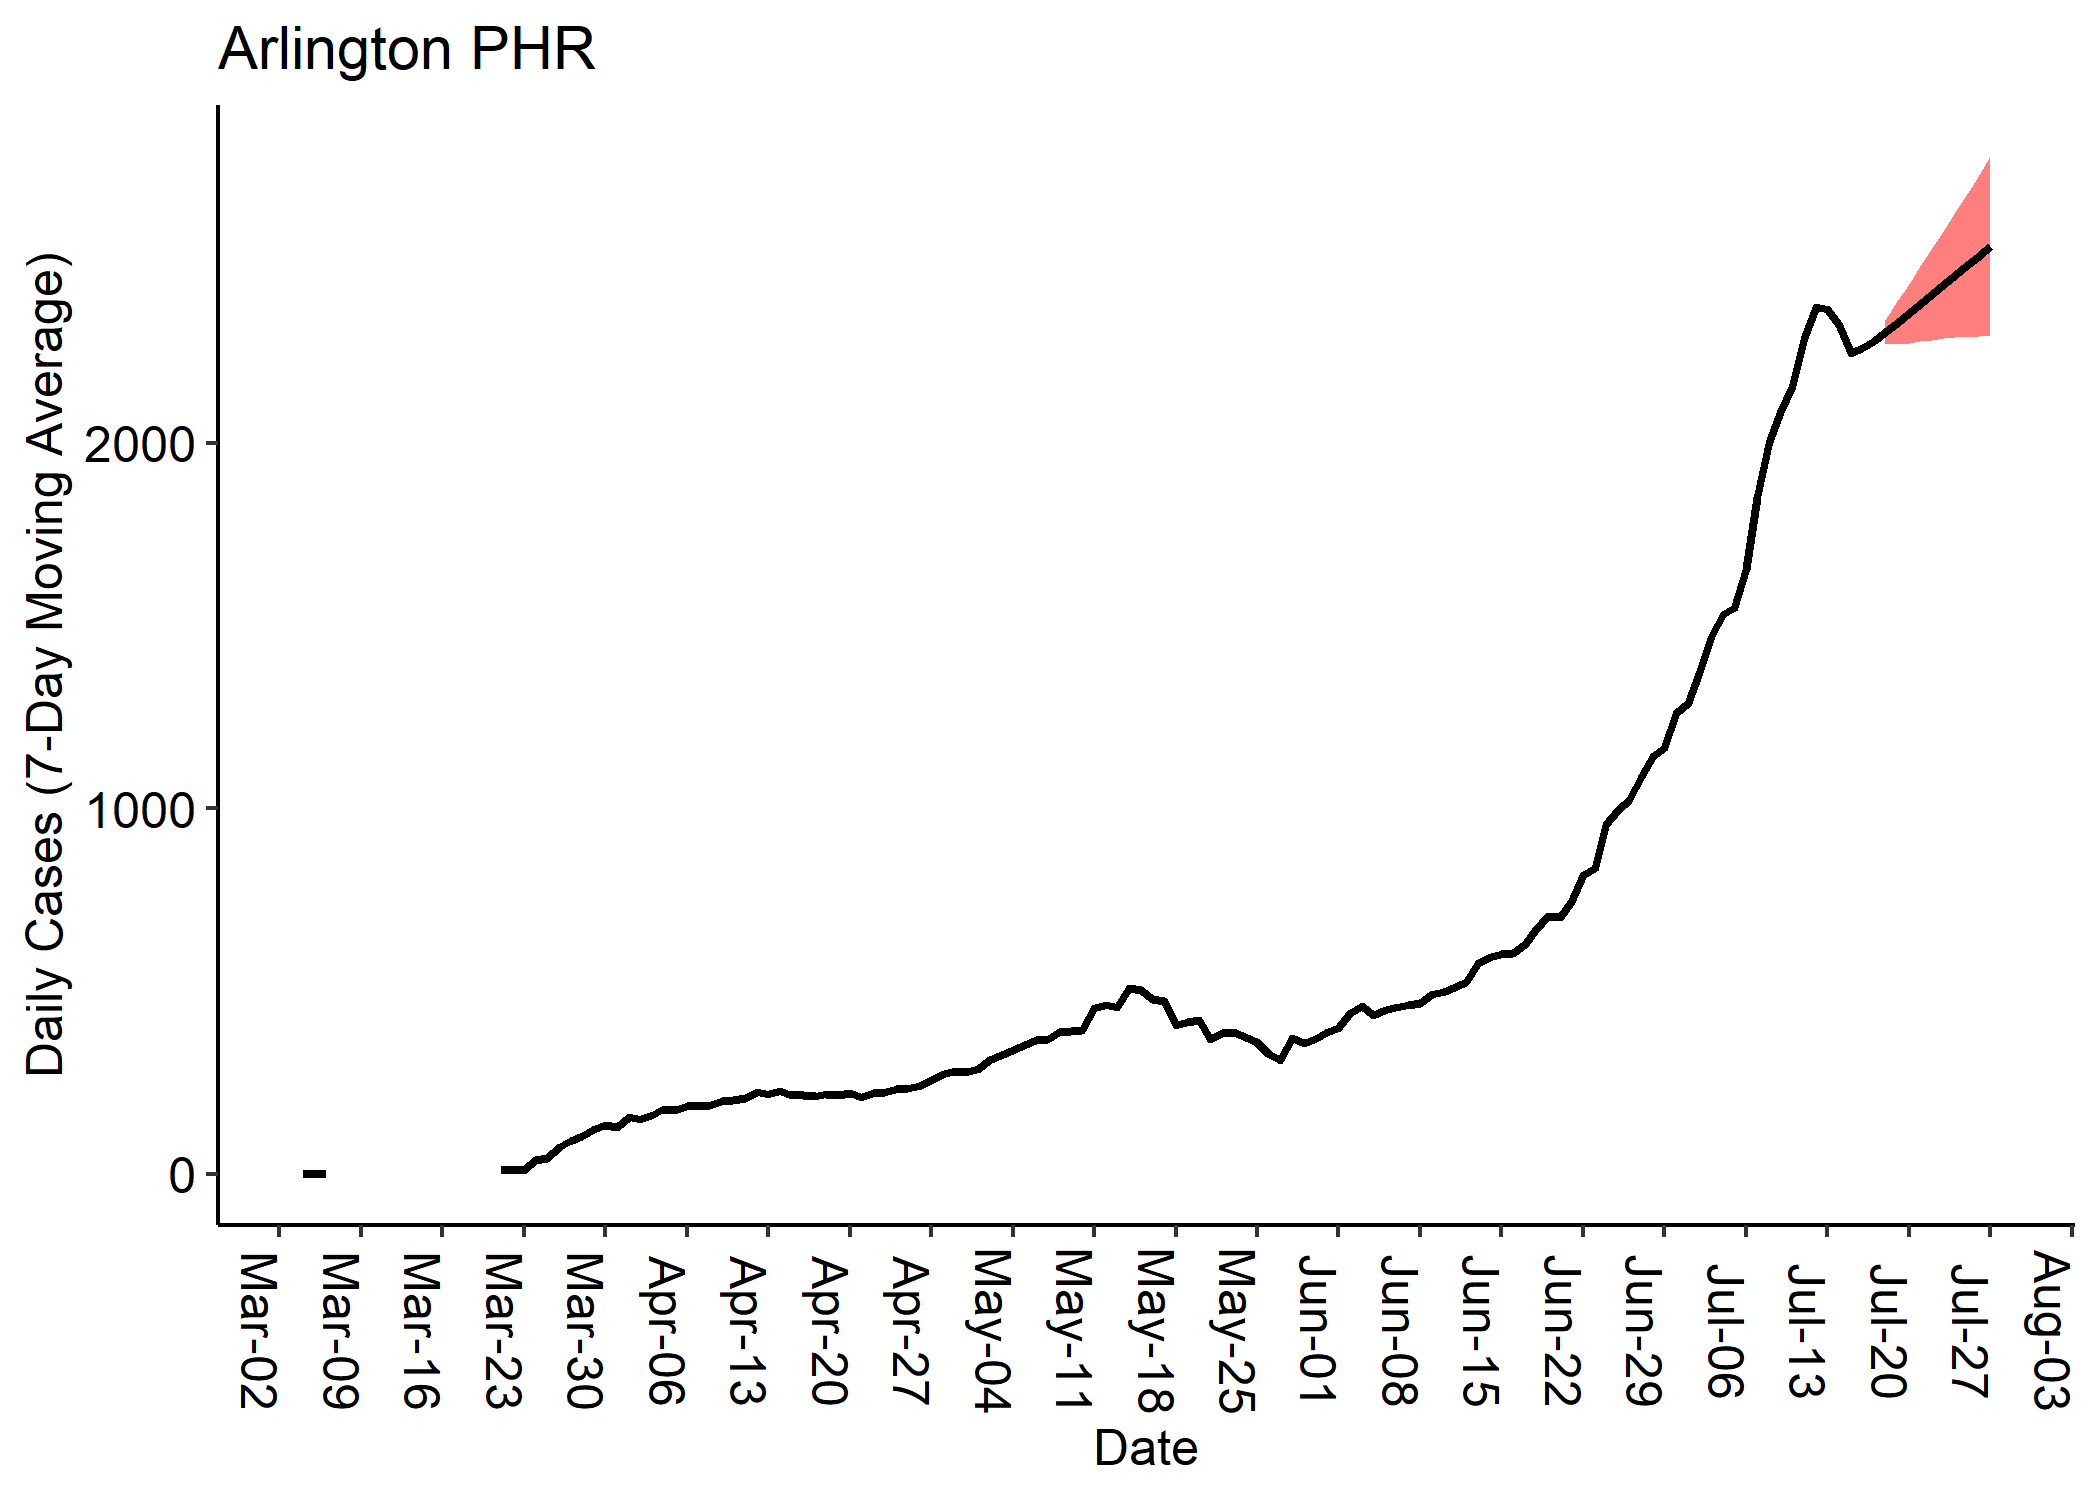 Arlington PHR
Daily Cases (7-Day Moving Average)
2000
1000
0
Mar-02
Mar-09
Mar-16
Mar-23
Mar-30
Apr-06
Apr-13
Apr-20
Apr-27
May-04
May-11
May-18
May-25
Jun-01
Jun-08
Jun-15
Jun-22
Jun-29
Jul-06
Jul-13
Jul-20
Jul-27
Aug-03
Date